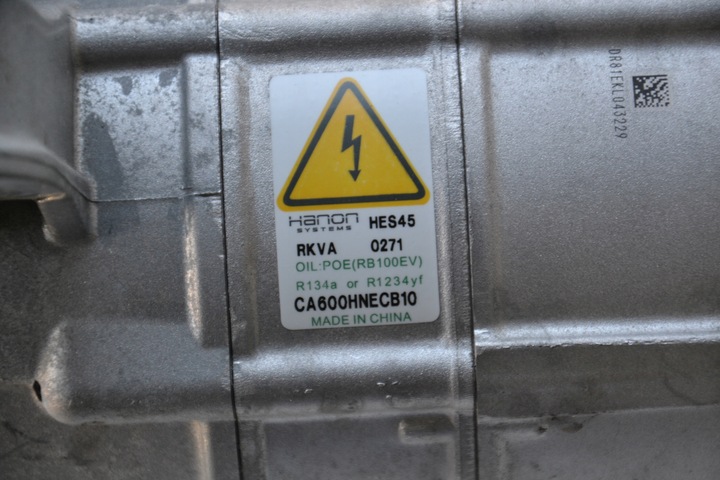 Hanon
SYSTEMS
HES45
RKVA 0271
OIL:POE(RB100EV)
R134a or R1234yf
CA600HNECB10
MADE IN CHINA
DR81EKL043229